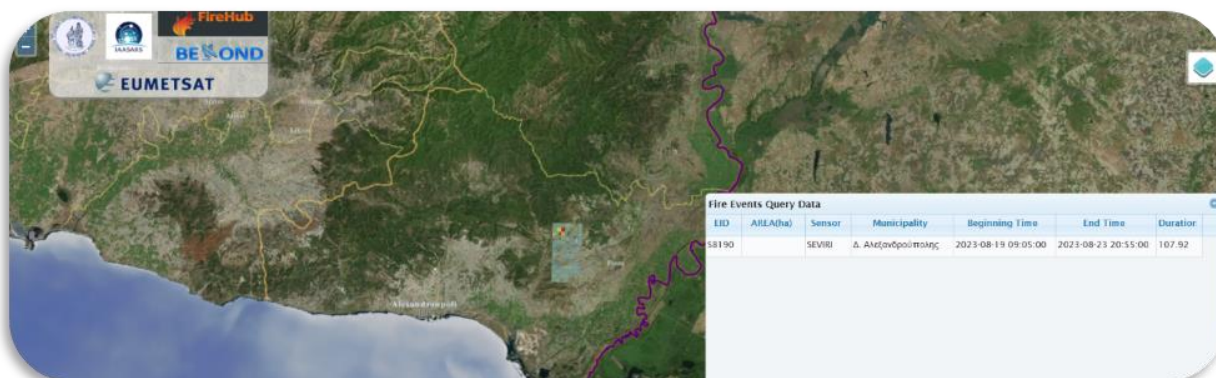 FireHub
IAASARS
BEYOND
EUMETSAT
Alexandroupoli
Fire Events Query Data
EID AREA(ha) Sensor Municipality Beginning Time End Time Duration
58190 SEVIRI Δ. Αλεξανδρούπολης 2023-08-19 09:05:00 2023-08-23 20:55:00 107.92